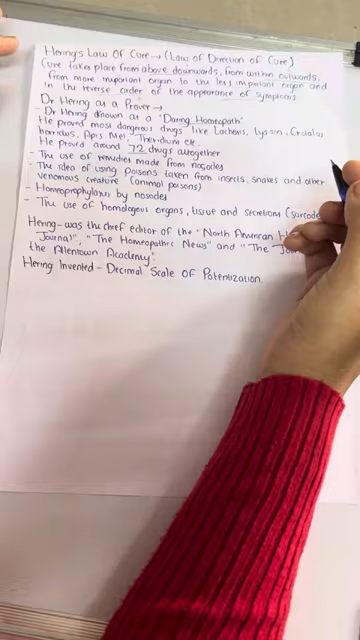 Hering's Law Of Cure → (Law of Direction of Cure)
Cure takes place from above downwards, from within outwards,
from more important organ to the less important organ and
in the reverse order of the appearance of symptoms
Dr Hering as a Prover →
- Dr Hering known as a "Daring Homeopath"
He proved most dangerous drugs like Lachesis, Lyssin, Crotalus
horridus, Apis Mel, Theridium etc.
He proved around 72 drugs altogether
- The use of remedies made from nosodes
- The idea of using poisons taken from insects, snakes and other
venomous creature (animal poisons)
- Homoeoprophylaxis by nosodes
- The use of homologous organs, tissue and secretions (Sarcode
Hering - was the chief editor of the "North American
Journal", "The Homeopathic News" and "The
the Allentown Academy".
Hering Invented - Decimal Scale Of Potentization